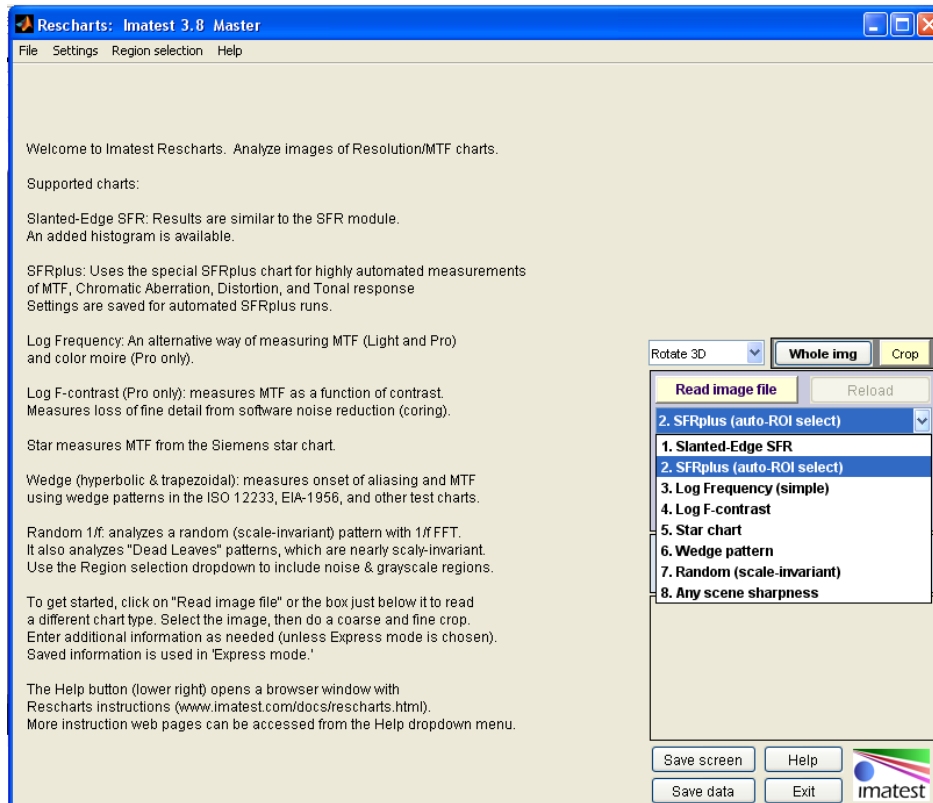 Rescharts: Imatest 3.8 Master
File Settings Region selection Help
Welcome to Imatest Rescharts. Analyze images of Resolution/MTF charts.
Supported charts:
Slanted-Edge SFR: Results are similar to the SFR module.
An added histogram is available.
SFRplus: Uses the special SFRplus chart for highly automated measurements
of MTF, Chromatic Aberration, Distortion, and Tonal response
Settings are saved for automated SFRplus runs.
Log Frequency: An alternative way of measuring MTF (Light and Pro)
and color moire (Pro only).
Log F-contrast (Pro only): measures MTF as a function of contrast.
Measures loss of fine detail from software noise reduction (coring).
Star measures MTF from the Siemens star chart.
Wedge (hyperbolic & trapezoidal): measures onset of aliasing and MTF
using wedge patterns in the ISO 12233, EIA-1956, and other test charts.
Random 1/f: analyzes a random (scale-invariant) pattern with 1/f FFT.
It also analyzes "Dead Leaves" patterns, which are nearly scaly-invariant.
Use the Region selection dropdown to include noise & grayscale regions.
To get started, click on "Read image file" or the box just below it to read
a different chart type. Select the image, then do a coarse and fine crop.
Enter additional information as needed (unless Express mode is chosen).
Saved information is used in 'Express mode.'
The Help button (lower right) opens a browser window with
Rescharts instructions (www.imatest.com/docs/rescharts.html).
More instruction web pages can be accessed from the Help dropdown menu.
Rotate 3D Whole img Crop
Read image file Reload
2. SFRplus (auto-ROI select)
1. Slanted-Edge SFR
2. SFRplus (auto-ROI select)
3. Log Frequency (simple)
4. Log F-contrast
5. Star chart
6. Wedge pattern
7. Random (scale-invariant)
8. Any scene sharpness
Save screen Help
Save data Exit imatest